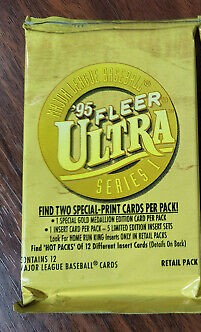 MAJOR LEAGUE BASEBALL®
'95 FLEER
ULTRA
SERIES I
FIND TWO SPECIAL-PRINT CARDS PER PACK!
• 1 SPECIAL GOLD MEDALLION EDITION CARD PER PACK
• 1 INSERT CARD PER PACK – 5 LIMITED EDITION INSERT SETS
Look For HOME RUN KING Inserts ONLY IN RETAIL PACKS
Find 'HOT PACKS' Of 12 Different Insert Cards (Details On Back)
CONTAINS 12
MAJOR LEAGUE BASEBALL® CARDS
RETAIL PACK